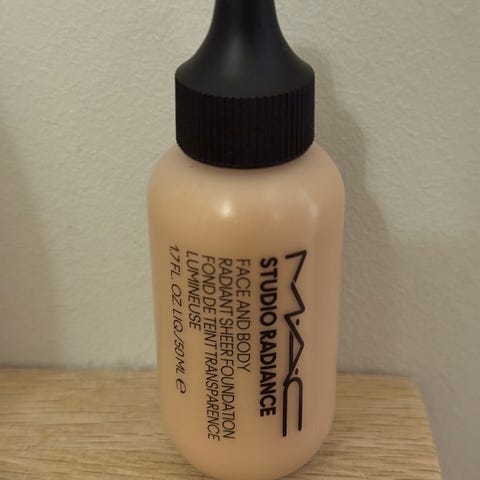 M·A·C
STUDIO RADIANCE
FACE AND BODY
RADIANT SHEER FOUNDATION
FOND DE TEINT TRANSPARENCE
LUMINEUSE
1.7 FL. OZ LIQ/50 ML ℮